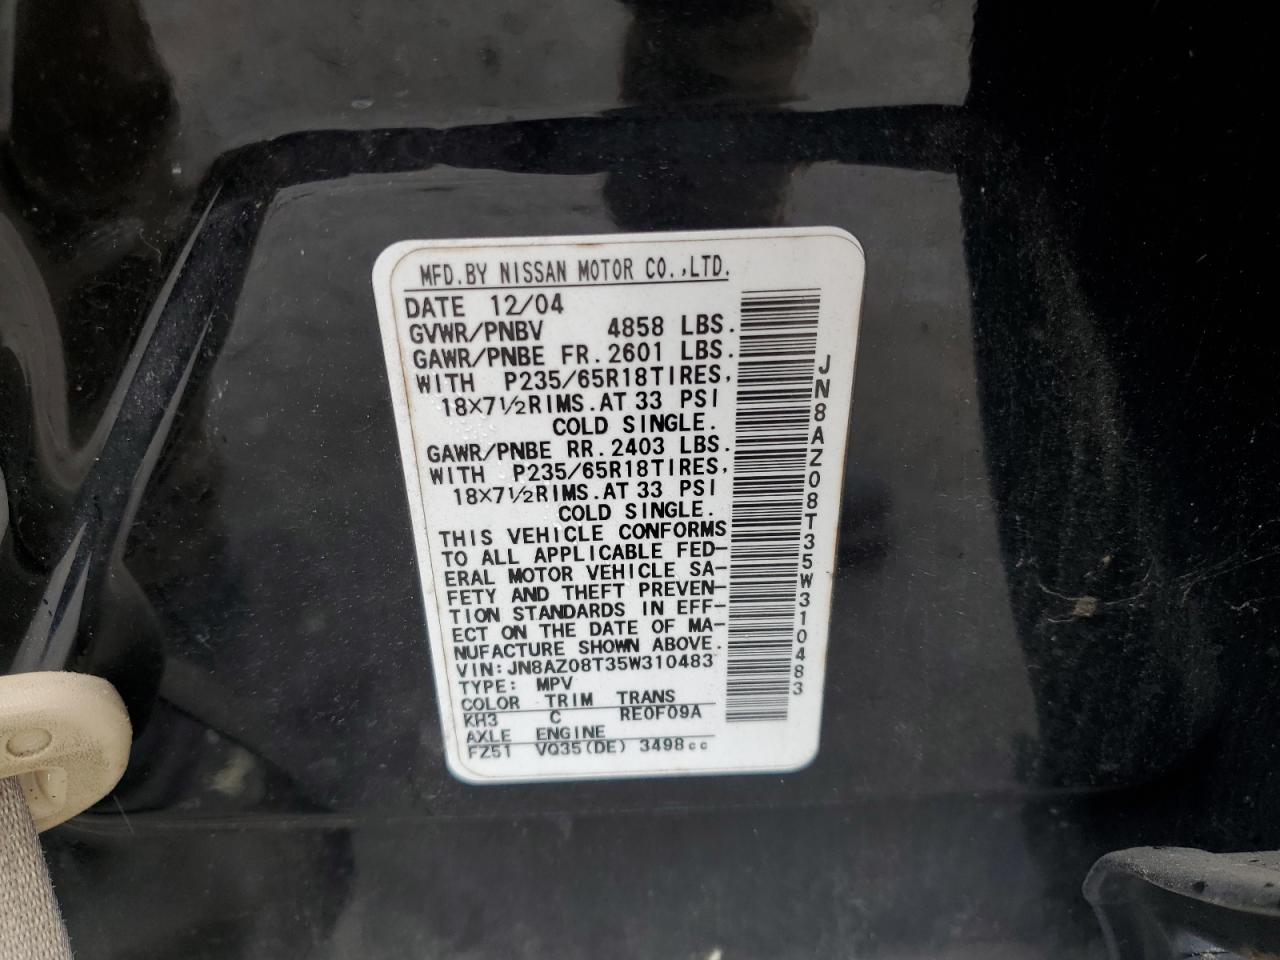 MFD.BY NISSAN MOTOR CO.,LTD.
DATE 12/04
GVWR/PNBV 4858 LBS.
GAWR/PNBE FR.2601 LBS.
WITH P235/65R18TIRES,
18×7½RIMS.AT 33 PSI
COLD SINGLE.
GAWR/PNBE RR.2403 LBS.
WITH P235/65R18TIRES,
18×7½RIMS.AT 33 PSI
COLD SINGLE.
THIS VEHICLE CONFORMS
TO ALL APPLICABLE FED-
ERAL MOTOR VEHICLE SA-
FETY AND THEFT PREVEN-
TION STANDARDS IN EFF-
ECT ON THE DATE OF MA-
NUFACTURE SHOWN ABOVE.
VIN:JN8AZ08T35W310483
TYPE: MPV
COLOR TRIM TRANS
KH3 C RE0F09A
AXLE ENGINE
FZ51 VQ35(DE) 3498cc
JN8AZ08T35W310483